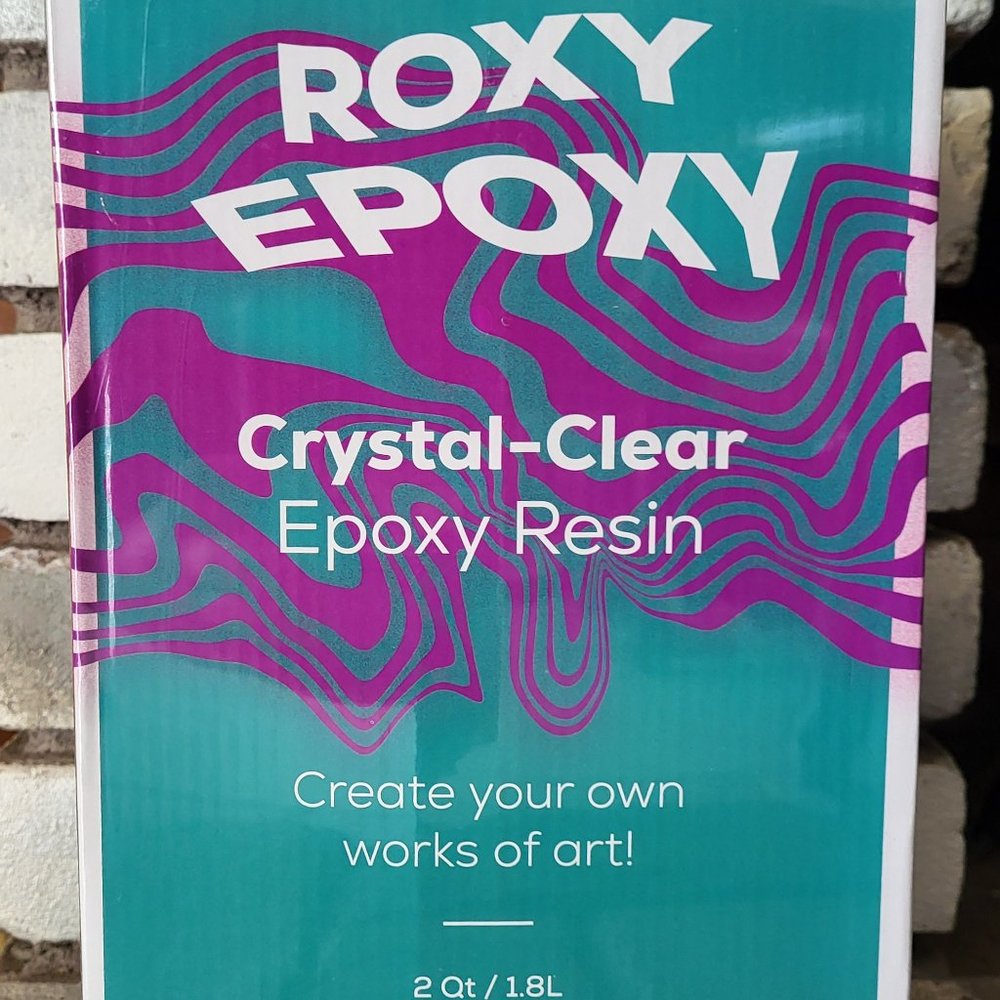 ROXY
EPOXY
Crystal-Clear
Epoxy Resin
Create your own
works of art!
2 Qt / 1.8L